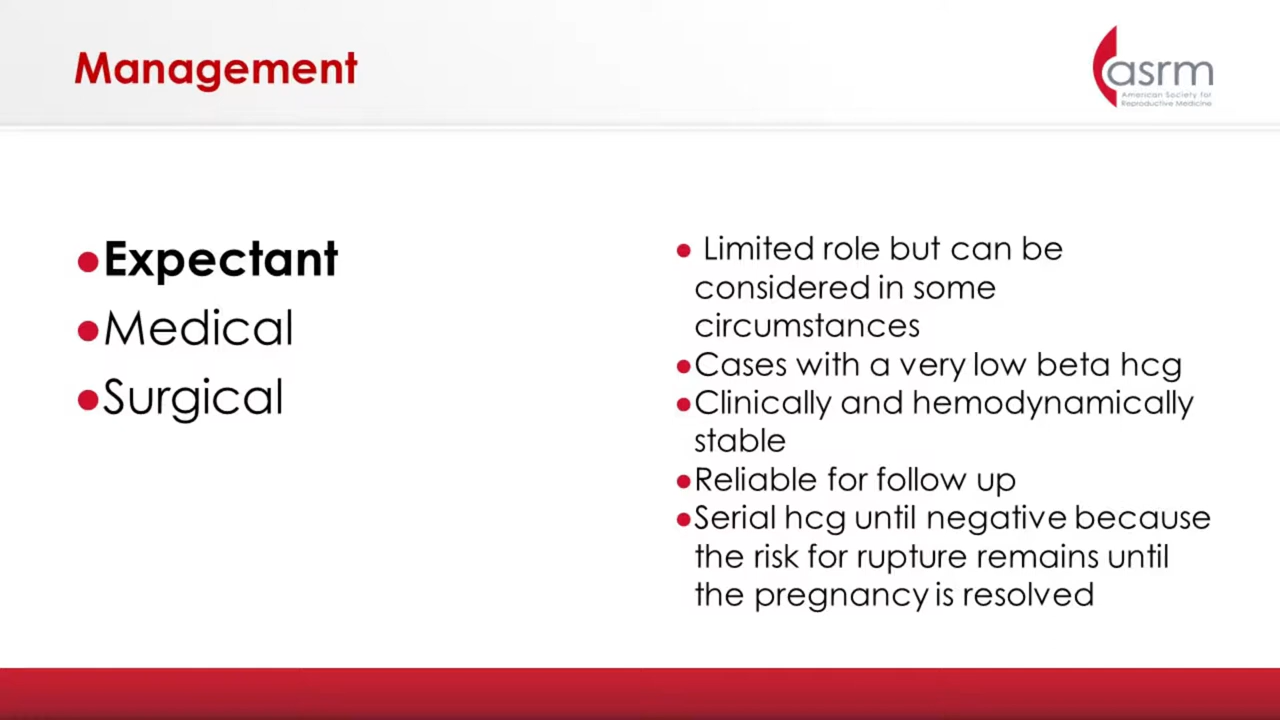 Management
asrm
American Society for
Reproductive Medicine
●Expectant
●Medical
●Surgical
● Limited role but can be
considered in some
circumstances
●Cases with a very low beta hcg
●Clinically and hemodynamically
stable
●Reliable for follow up
●Serial hcg until negative because
the risk for rupture remains until
the pregnancy is resolved